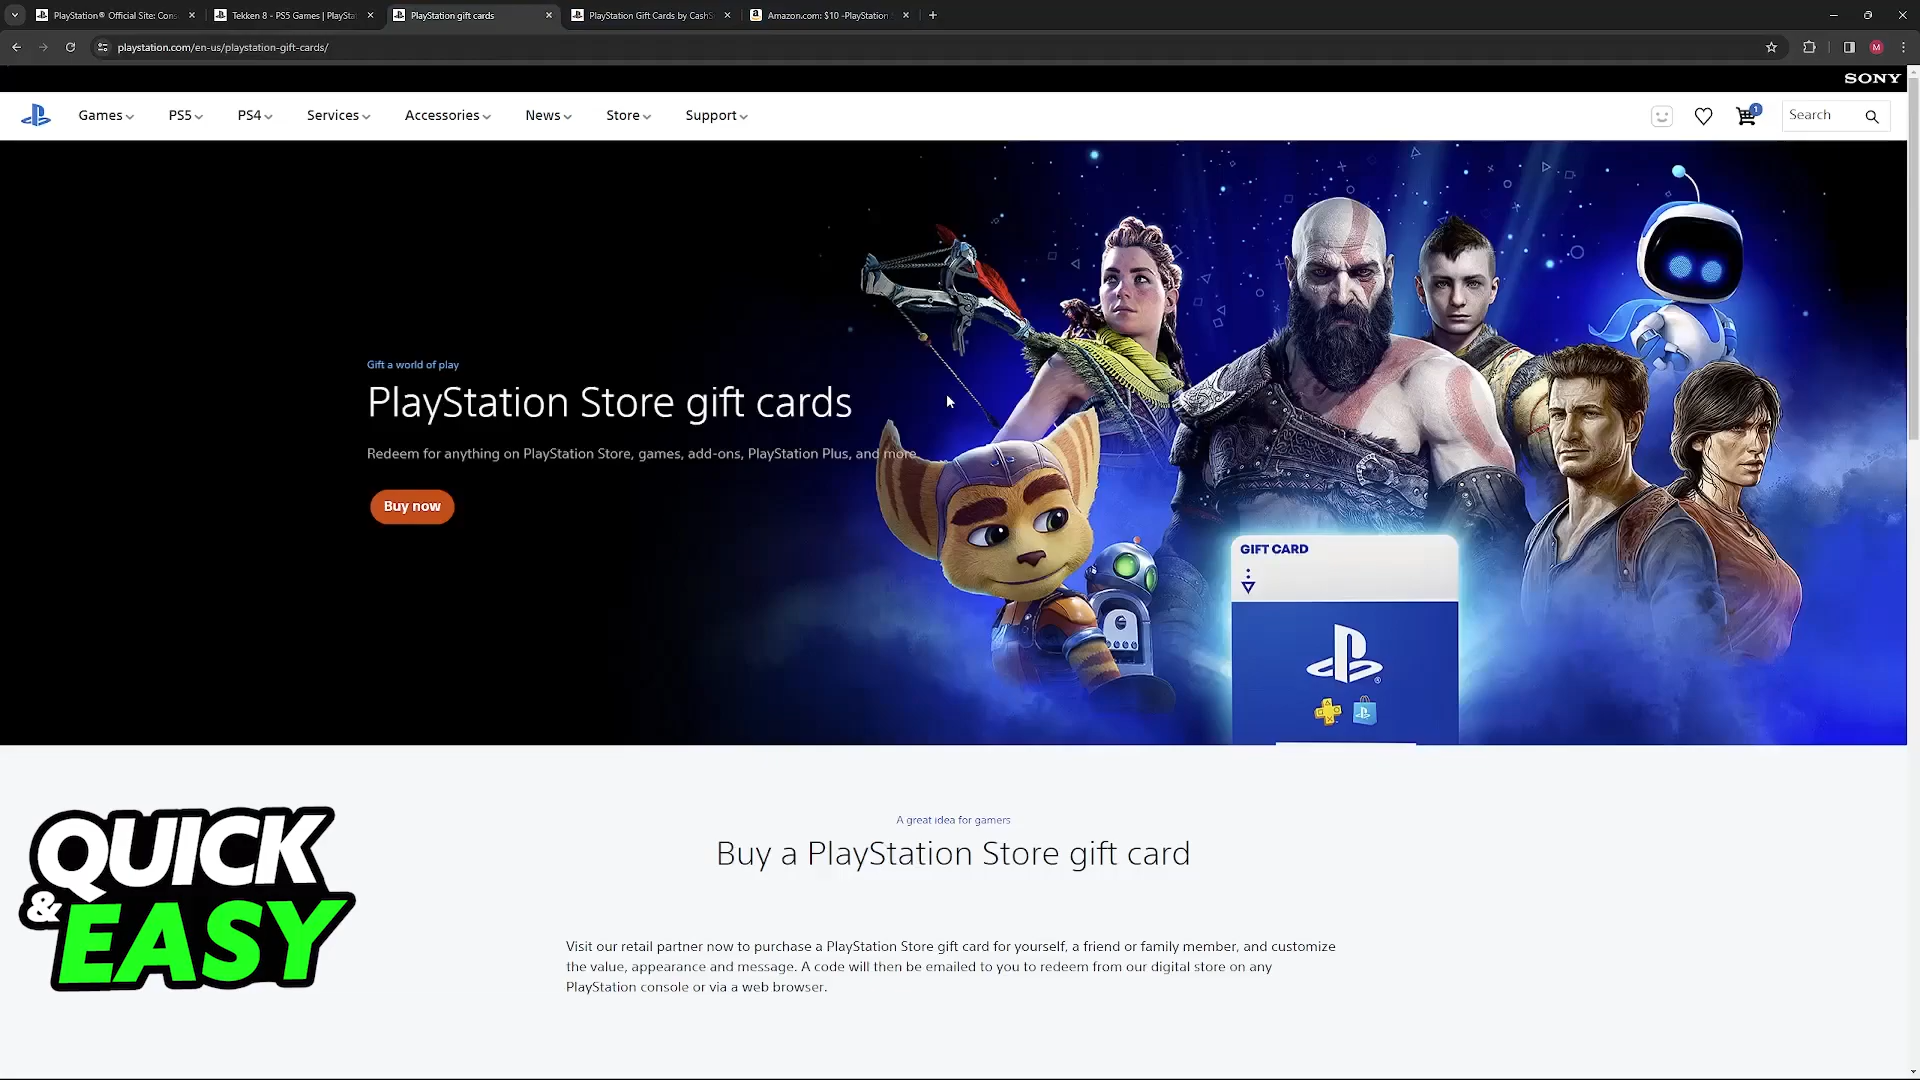 PlayStation® Official Site: Cons
Tekken 8 - PS5 Games | PlaySta
PlayStation gift cards
PlayStation Gift Cards by CashS
Amazon.com: $10 -PlayStation
playstation.com/en-us/playstation-gift-cards/
M
SONY
Games
PS5
PS4
Services
Accessories
News
Store
Support
1
Search
Gift a world of play
PlayStation Store gift cards
Redeem for anything on PlayStation Store, games, add-ons, PlayStation Plus, and more.
Buy now
GIFT CARD
A great idea for gamers
Buy a PlayStation Store gift card
Visit our retail partner now to purchase a PlayStation Store gift card for yourself, a friend or family member, and customize
the value, appearance and message. A code will then be emailed to you to redeem from our digital store on any
PlayStation console or via a web browser.
QUICK
& EASY